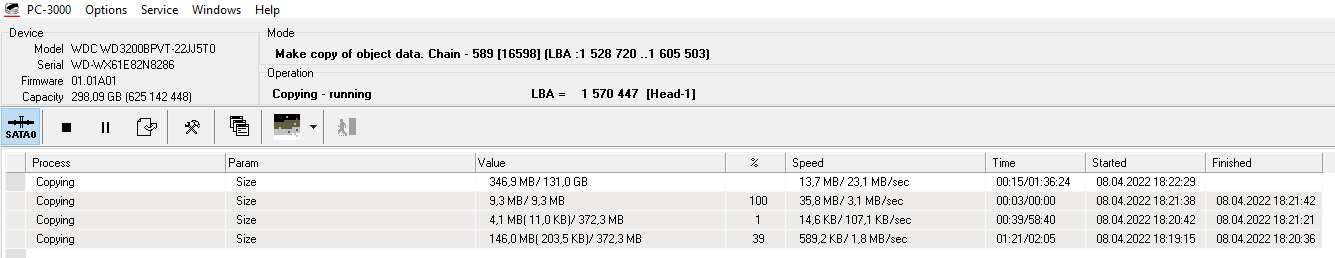 PC-3000 Options Service Windows Help
Device
Model WDC WD3200BPVT-22JJ5T0
Serial WD-WX61E82N8286
Firmware 01.01A01
Capacity 298,09 GB (625 142 448)
Mode
Make copy of object data. Chain - 589 [16598] (LBA :1 528 720 ..1 605 503)
Operation
Copying - running LBA = 1 570 447 [Head-1]
SATA0
Process Param Value % Speed Time Started Finished
Copying Size 346,9 MB/ 131,0 GB 13,7 MB/ 23,1 MB/sec 00:15/01:36:24 08.04.2022 18:22:29
Copying Size 9,3 MB/ 9,3 MB 100 35,8 MB/ 3,1 MB/sec 00:03/00:00 08.04.2022 18:21:38 08.04.2022 18:21:42
Copying Size 4,1 MB( 11,0 KB)/ 372,3 MB 1 14,6 KB/ 107,1 KB/sec 00:39/58:40 08.04.2022 18:20:42 08.04.2022 18:21:21
Copying Size 146,0 MB( 203,5 KB)/ 372,3 MB 39 589,2 KB/ 1,8 MB/sec 01:21/02:05 08.04.2022 18:19:15 08.04.2022 18:20:36